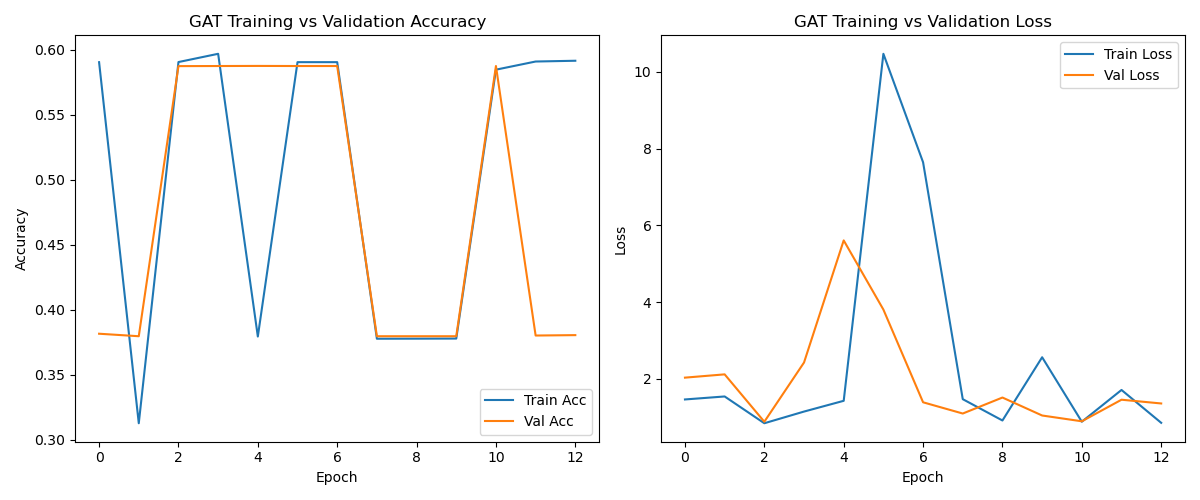 GAT Training vs Validation Accuracy
0.60
0.55
0.50
0.45
0.40
0.35
0.30
Accuracy
0 2 4 6 8 10 12
Epoch
Train Acc
Val Acc
GAT Training vs Validation Loss
10
8
6
4
2
Loss
0 2 4 6 8 10 12
Epoch
Train Loss
Val Loss